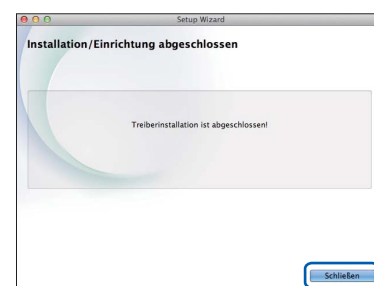 Setup Wizard
Installation/Einrichtung abgeschlossen
Treiberinstallation ist abgeschlossen!
Schließen